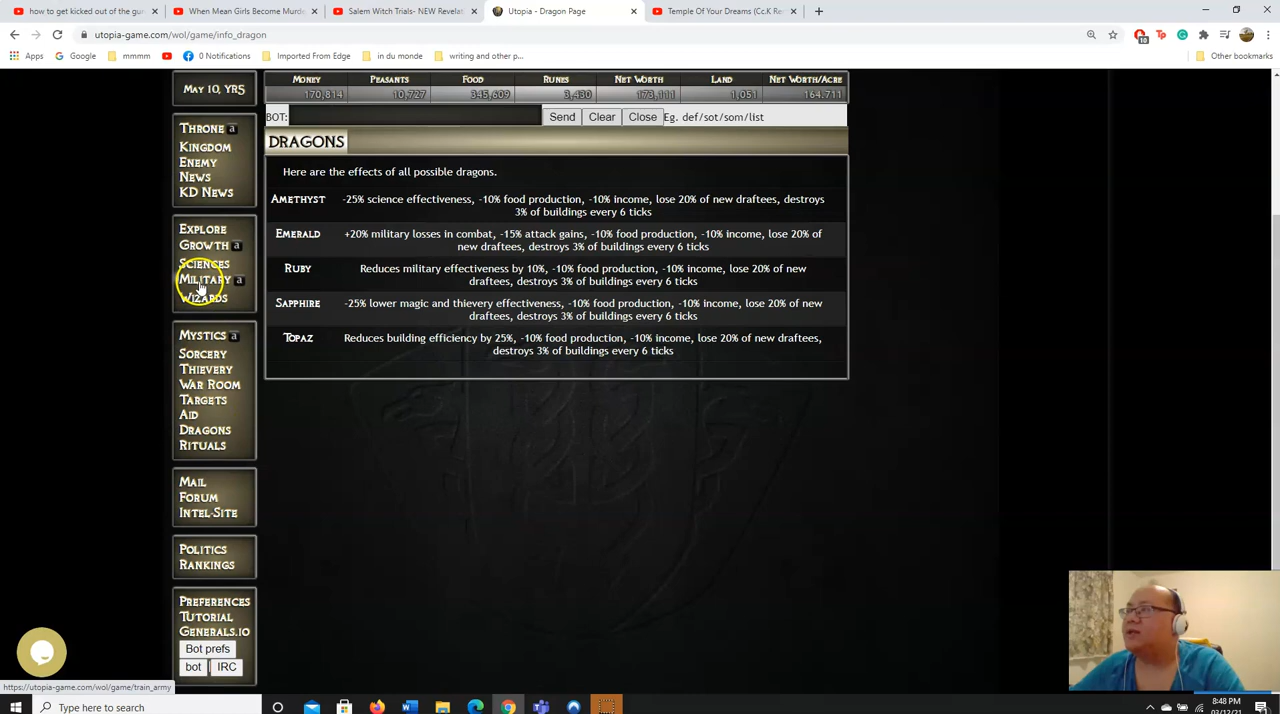 how to get kicked out of the gu
When Mean Girls Become Murde
Salem Witch Trials- NEW Revelat
Utopia - Dragon Page
Temple Of Your Dreams (Cc.K Re
utopia-game.com/wol/game/info_dragon
10
Apps
Google
mmmm
0 Notifications
Imported From Edge
in du monde
writing and other p...
Other bookmarks
May 10, YR5
Money
Peasants
Food
Runes
Net Worth
Land
Net Worth/Acre
170,814
10,727
345,609
3,430
173,111
1,051
164.711
BOT:
Send
Clear
Close
Eg. def/sot/som/list
Dragons
Here are the effects of all possible dragons.
Amethyst
-25% science effectiveness, -10% food production, -10% income, lose 20% of new draftees, destroys
3% of buildings every 6 ticks
Emerald
+20% military losses in combat, -15% attack gains, -10% food production, -10% income, lose 20% of
new draftees, destroys 3% of buildings every 6 ticks
Ruby
Reduces military effectiveness by 10%, -10% food production, -10% income, lose 20% of new
draftees, destroys 3% of buildings every 6 ticks
Sapphire
-25% lower magic and thievery effectiveness, -10% food production, -10% income, lose 20% of new
draftees, destroys 3% of buildings every 6 ticks
Topaz
Reduces building efficiency by 25%, -10% food production, -10% income, lose 20% of new draftees,
destroys 3% of buildings every 6 ticks
Throne a
Kingdom
Enemy
News
KD News
Explore
Growth a
Sciences
Military a
Wizards
Mystics a
Sorcery
Thievery
War Room
Targets
Aid
Dragons
Rituals
Mail
Forum
Intel-Site
Politics
Rankings
Preferences
Tutorial
Generals.io
Bot prefs
bot
IRC
https://utopia-game.com/wol/game/train_army
Type here to search
8:48 PM
03/12/21